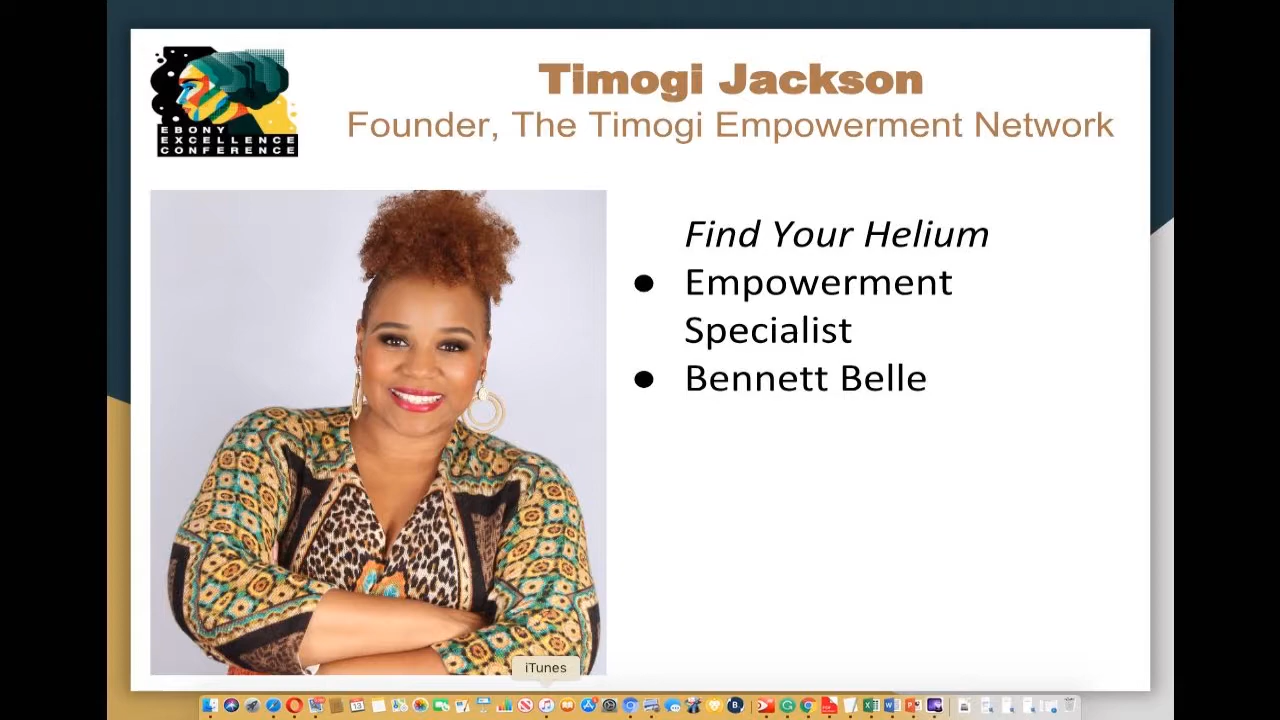 Timogi Jackson
Founder, The Timogi Empowerment Network
EBONY
EXCELLENCE
CONFERENCE
Find Your Helium
● Empowerment
Specialist
● Bennett Belle
iTunes